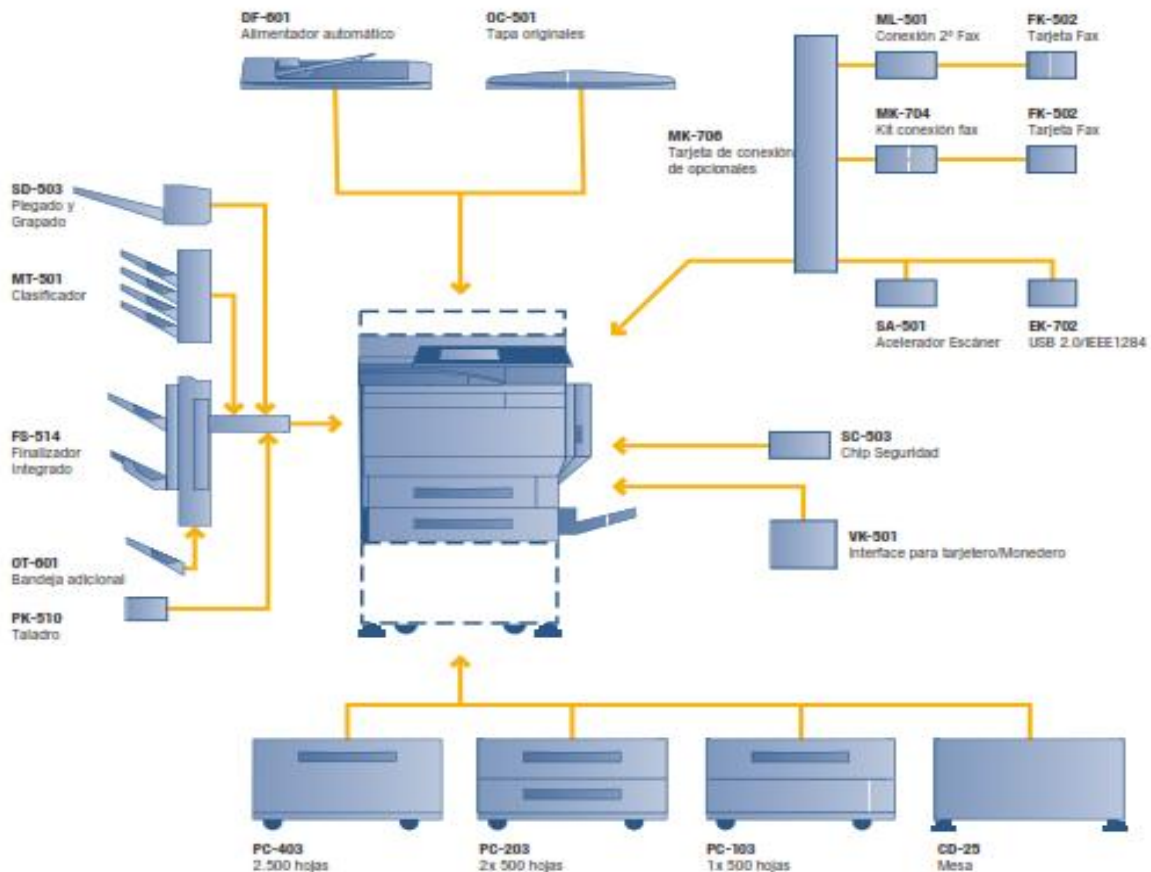 DF-601
Alimentador automático
OC-501
Tapa originales
ML-501
Conexión 2º Fax
FK-502
Tarjeta Fax
MK-704
Kit conexión fax
FK-502
Tarjeta Fax
MK-706
Tarjeta de conexión
de opcionales
SD-503
Plegado y
Grapado
MT-501
Clasificador
SA-501
Acelerador Escáner
EK-702
USB 2.0/IEEE1284
FS-514
Finalizador
Integrado
SC-503
Chip Seguridad
VK-501
Interface para tarjetero/Monedero
OT-601
Bandeja adicional
PK-510
Taladro
PC-403
2.500 hojas
PC-203
2x 500 hojas
PC-103
1x 500 hojas
CD-25
Mesa